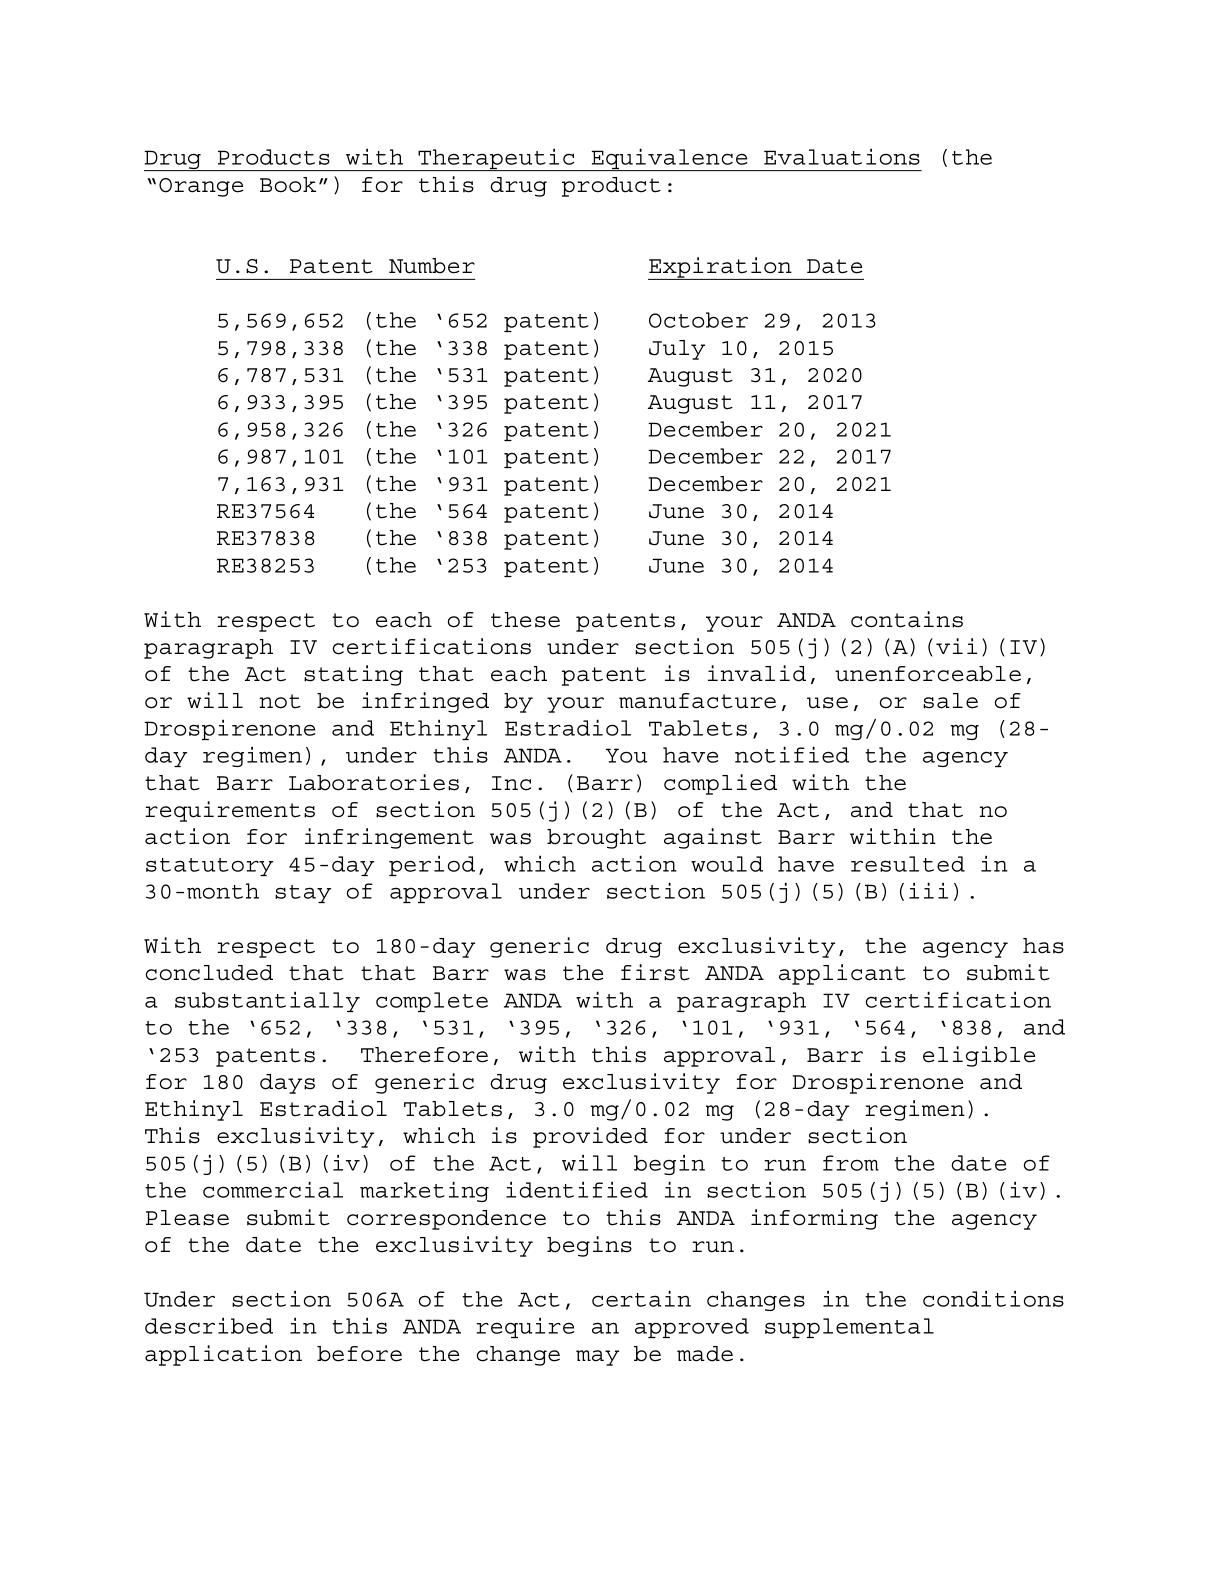 Drug Products with Therapeutic Equivalence Evaluations (the
“Orange Book”) for this drug product:
U.S. Patent Number Expiration Date
5,569,652 (the ‘652 patent) October 29, 2013
5,798,338 (the ‘338 patent) July 10, 2015
6,787,531 (the ‘531 patent) August 31, 2020
6,933,395 (the ‘395 patent) August 11, 2017
6,958,326 (the ‘326 patent) December 20, 2021
6,987,101 (the ‘101 patent) December 22, 2017
7,163,931 (the ‘931 patent) December 20, 2021
RE37564 (the ‘564 patent) June 30, 2014
RE37838 (the ‘838 patent) June 30, 2014
RE38253 (the ‘253 patent) June 30, 2014
With respect to each of these patents, your ANDA contains
paragraph IV certifications under section 505(j)(2)(A)(vii)(IV)
of the Act stating that each patent is invalid, unenforceable,
or will not be infringed by your manufacture, use, or sale of
Drospirenone and Ethinyl Estradiol Tablets, 3.0 mg/0.02 mg (28-
day regimen), under this ANDA. You have notified the agency
that Barr Laboratories, Inc. (Barr) complied with the
requirements of section 505(j)(2)(B) of the Act, and that no
action for infringement was brought against Barr within the
statutory 45-day period, which action would have resulted in a
30-month stay of approval under section 505(j)(5)(B)(iii).
With respect to 180-day generic drug exclusivity, the agency has
concluded that that Barr was the first ANDA applicant to submit
a substantially complete ANDA with a paragraph IV certification
to the ‘652, ‘338, ‘531, ‘395, ‘326, ‘101, ‘931, ‘564, ‘838, and
‘253 patents. Therefore, with this approval, Barr is eligible
for 180 days of generic drug exclusivity for Drospirenone and
Ethinyl Estradiol Tablets, 3.0 mg/0.02 mg (28-day regimen).
This exclusivity, which is provided for under section
505(j)(5)(B)(iv) of the Act, will begin to run from the date of
the commercial marketing identified in section 505(j)(5)(B)(iv).
Please submit correspondence to this ANDA informing the agency
of the date the exclusivity begins to run.
Under section 506A of the Act, certain changes in the conditions
described in this ANDA require an approved supplemental
application before the change may be made.